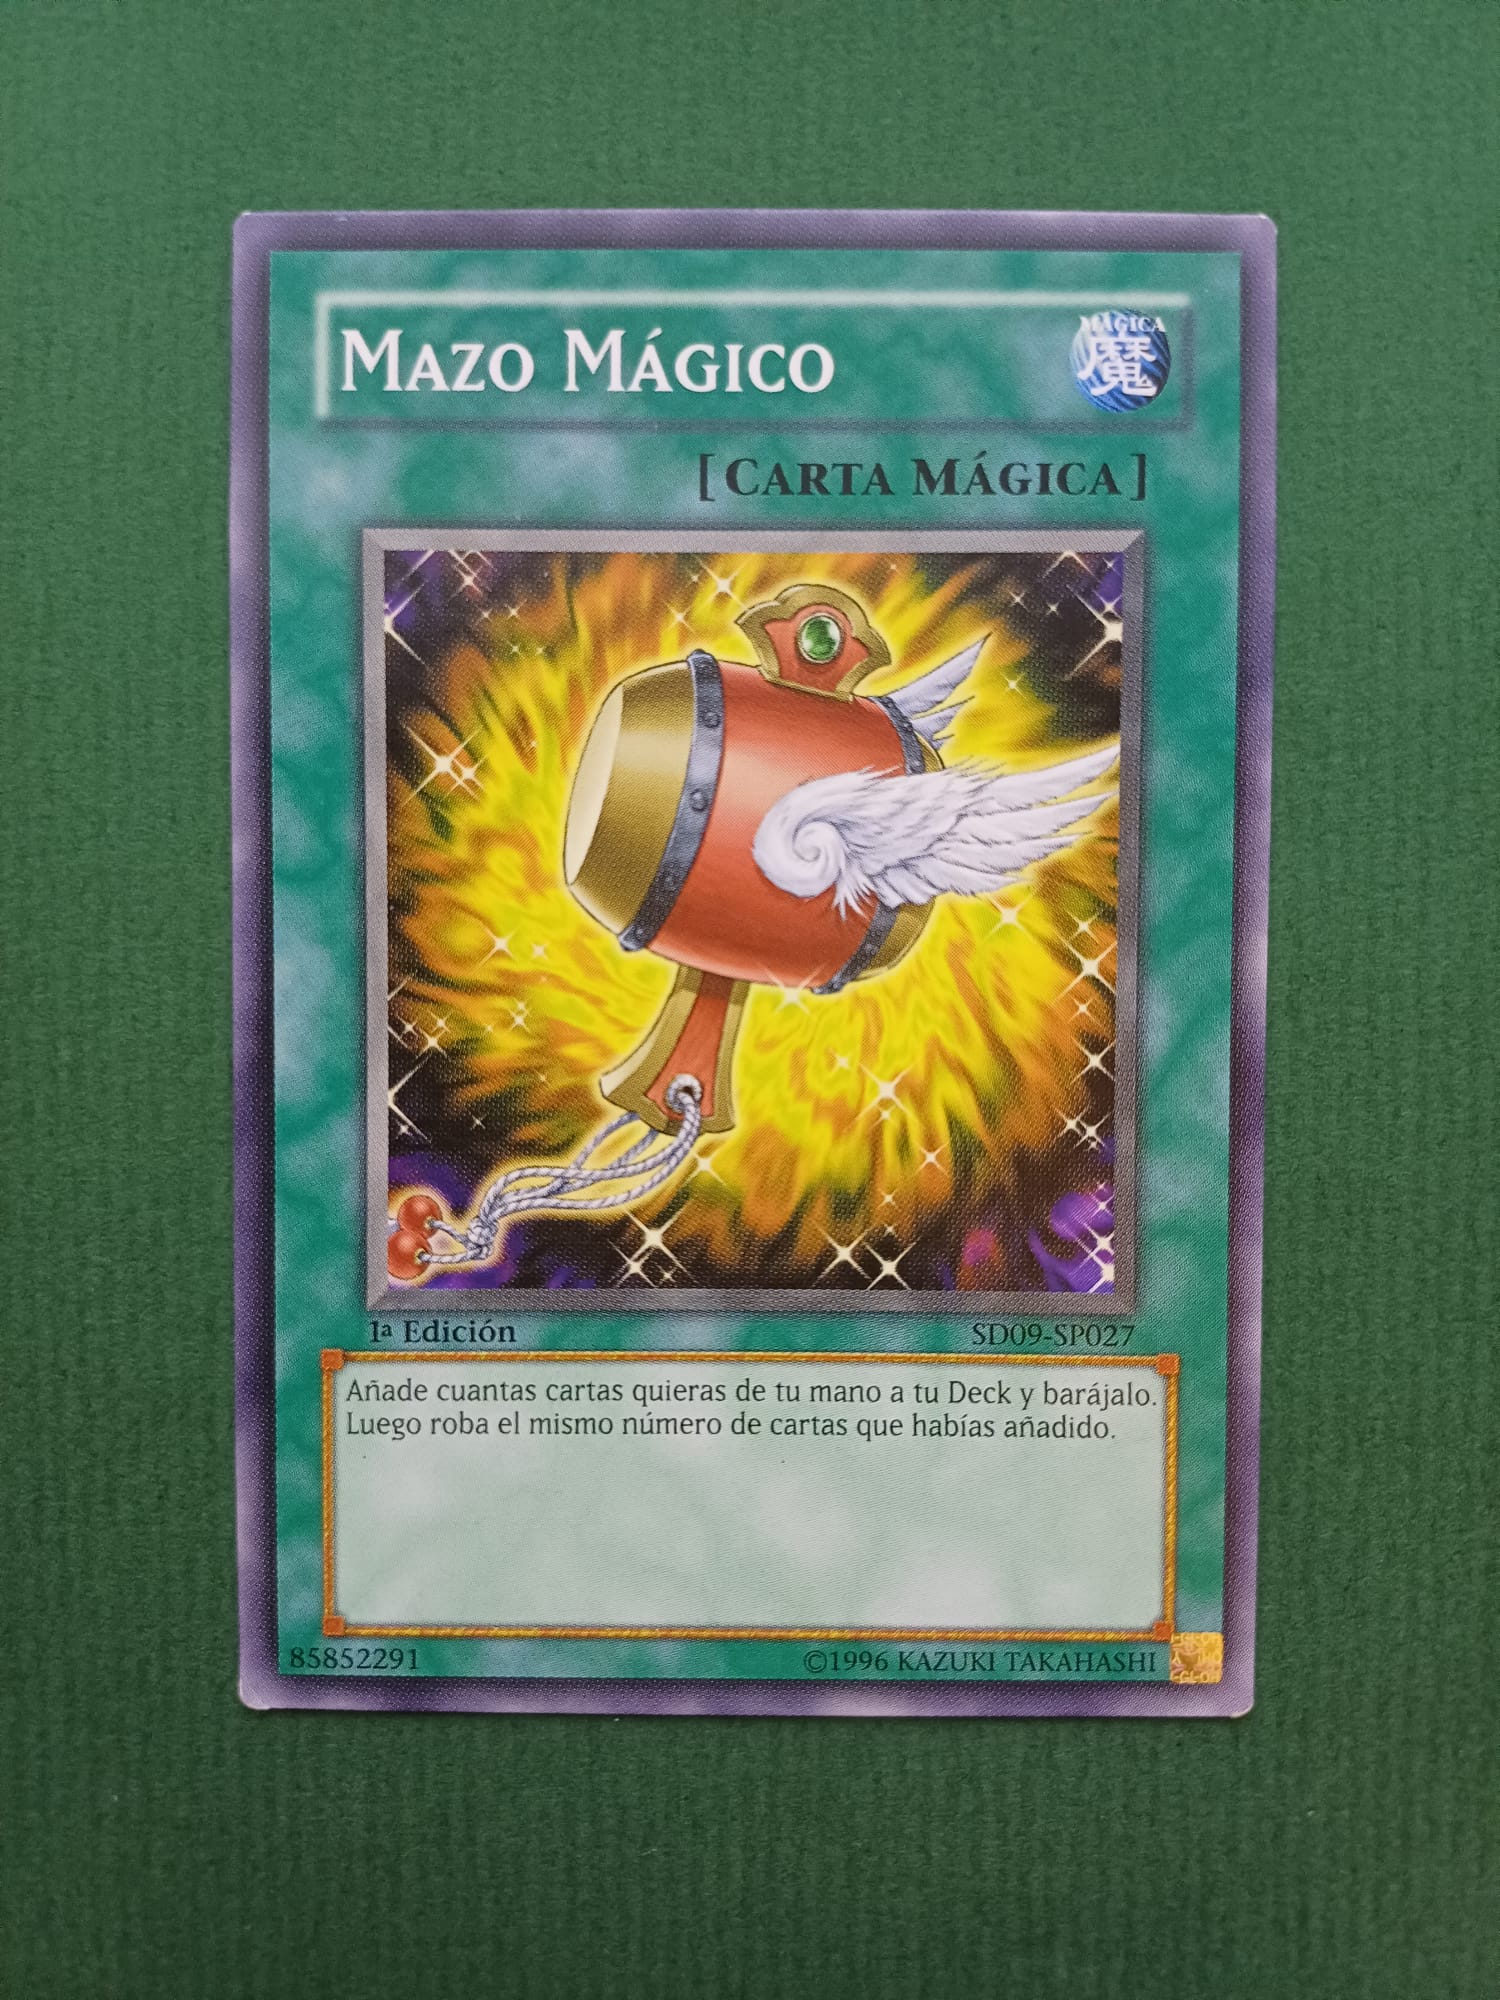 MAZO MÁGICO
MÁGICA
魔
[CARTA MÁGICA]
1ª Edición
SD09-SP027
Añade cuantas cartas quieras de tu mano a tu Deck y barájalo.
Luego roba el mismo número de cartas que habías añadido.
85852291
©1996 KAZUKI TAKAHASHI